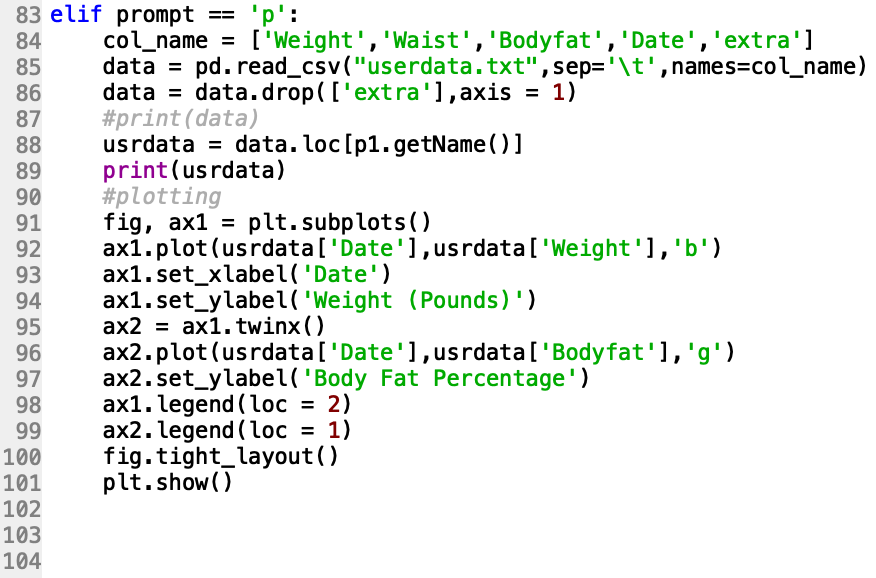 83 elif prompt == 'p':
84     col_name = ['Weight','Waist','Bodyfat','Date','extra']
85     data = pd.read_csv("userdata.txt",sep='\t',names=col_name)
86     data = data.drop(['extra'],axis = 1)
87     #print(data)
88     usrdata = data.loc[p1.getName()]
89     print(usrdata)
90     #plotting
91     fig, ax1 = plt.subplots()
92     ax1.plot(usrdata['Date'],usrdata['Weight'],'b')
93     ax1.set_xlabel('Date')
94     ax1.set_ylabel('Weight (Pounds)')
95     ax2 = ax1.twinx()
96     ax2.plot(usrdata['Date'],usrdata['Bodyfat'],'g')
97     ax2.set_ylabel('Body Fat Percentage')
98     ax1.legend(loc = 2)
99     ax2.legend(loc = 1)
100     fig.tight_layout()
101     plt.show()
102
103
104